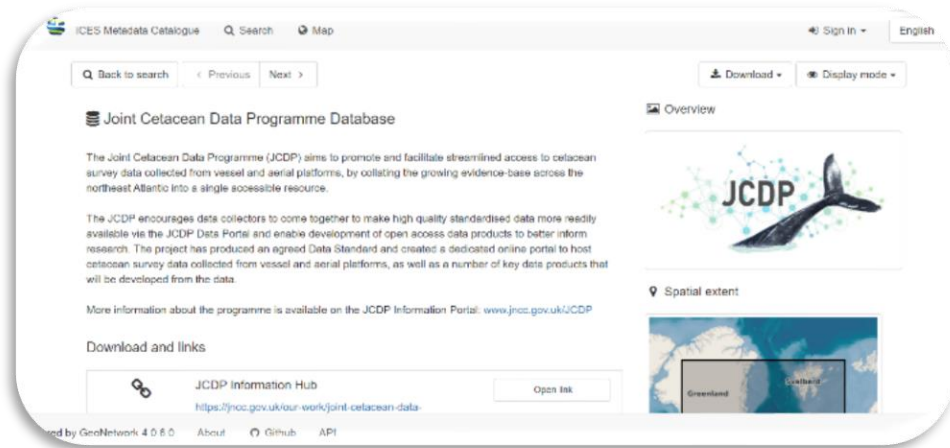 ICES Metadata Catalogue Search Map Sign in English
Back to search Previous Next Download Display mode
Joint Cetacean Data Programme Database
The Joint Cetacean Data Programme (JCDP) aims to promote and facilitate streamlined access to cetacean
survey data collected from vessel and aerial platforms, by collating the growing evidence-base across the
northeast Atlantic into a single accessible resource.
The JCDP encourages data collectors to come together to make high quality standardised data more readily
available via the JCDP Data Portal and enable development of open access data products to better inform
research. The project has produced an agreed Data Standard and created a dedicated online portal to host
cetacean survey data collected from vessel and aerial platforms, as well as a number of key data products that
will be developed from the data.
More information about the programme is available on the JCDP Information Portal: www.jncc.gov.uk/JCDP
Download and links
JCDP Information Hub
Open link
https://jncc.gov.uk/our-work/joint-cetacean-data-
Overview
JCDP
Spatial extent
Greenland
Svalbard
by GeoNetwork 4.0.6.0 About Github API